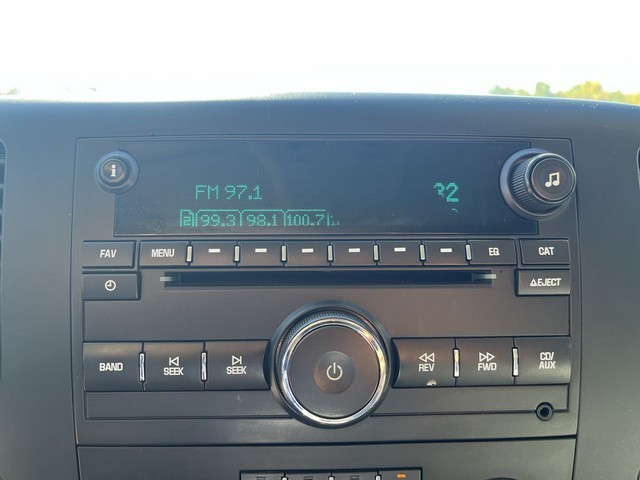 FM 97.1
32
2 99.3 98.1 100.7
FAV MENU EQ CAT
EJECT
BAND SEEK SEEK REV FWD CD/AUX